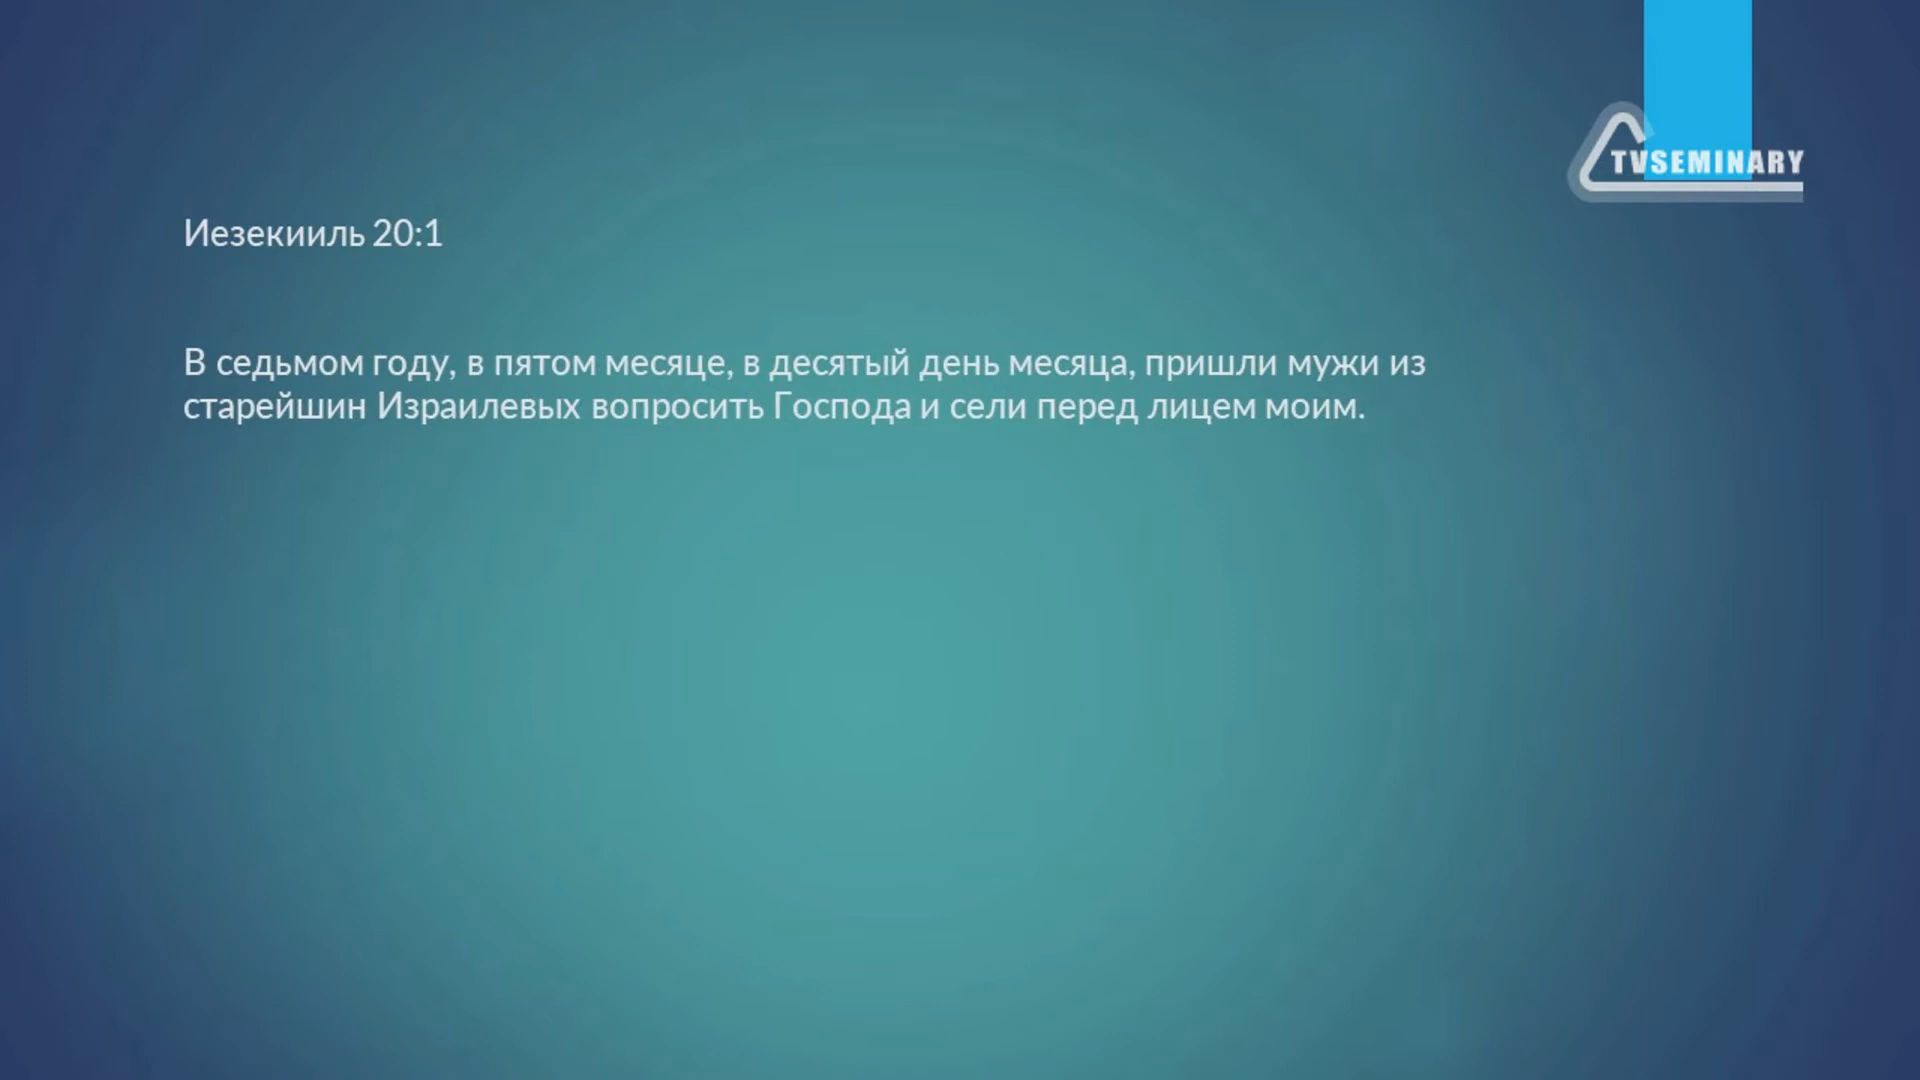 TVSEMINARY
Иезекииль 20:1
В седьмом году, в пятом месяце, в десятый день месяца, пришли мужи из
старейшин Израилевых вопросить Господа и сели перед лицем моим.